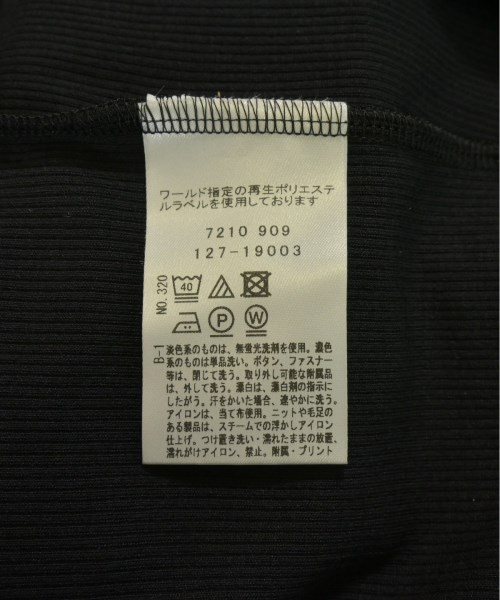 ワールド指定の再生ポリエステ
ルラベルを使用しております
7210 909
127-19003
NO. 320
40
P W
B-1
淡色系のものは、無蛍光洗剤を使用。濃色
系のものは単品洗い。ボタン、ファスナー
等は、閉じて洗う。取り外し可能な附属品
は、外して洗う。漂白は、漂白剤の指示に
したがう。汗をかいた場合、速やかに洗う。
アイロンは、当て布使用。ニットや毛足の
ある製品は、スチームでの浮かしアイロン
仕上げ。つけ置き洗い・濡れたままの放置、
濡れがけアイロン、禁止。附属・プリント